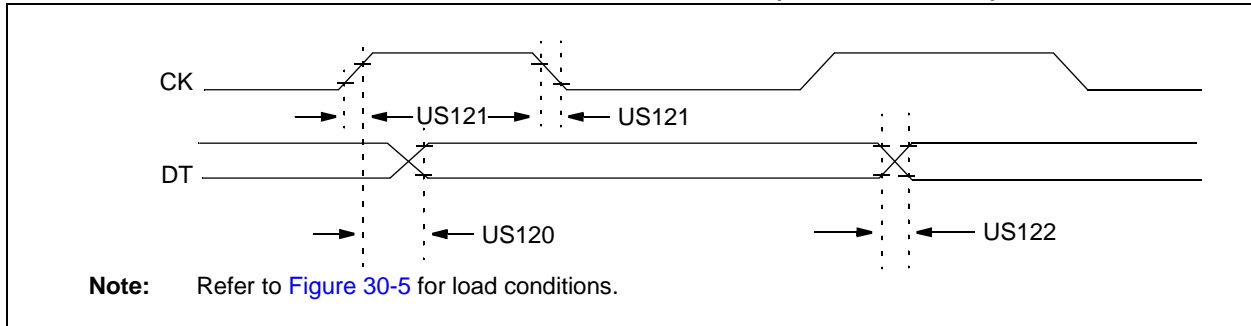 CK
US121 US121
DT
US120 US122
Note: Refer to Figure 30-5 for load conditions.